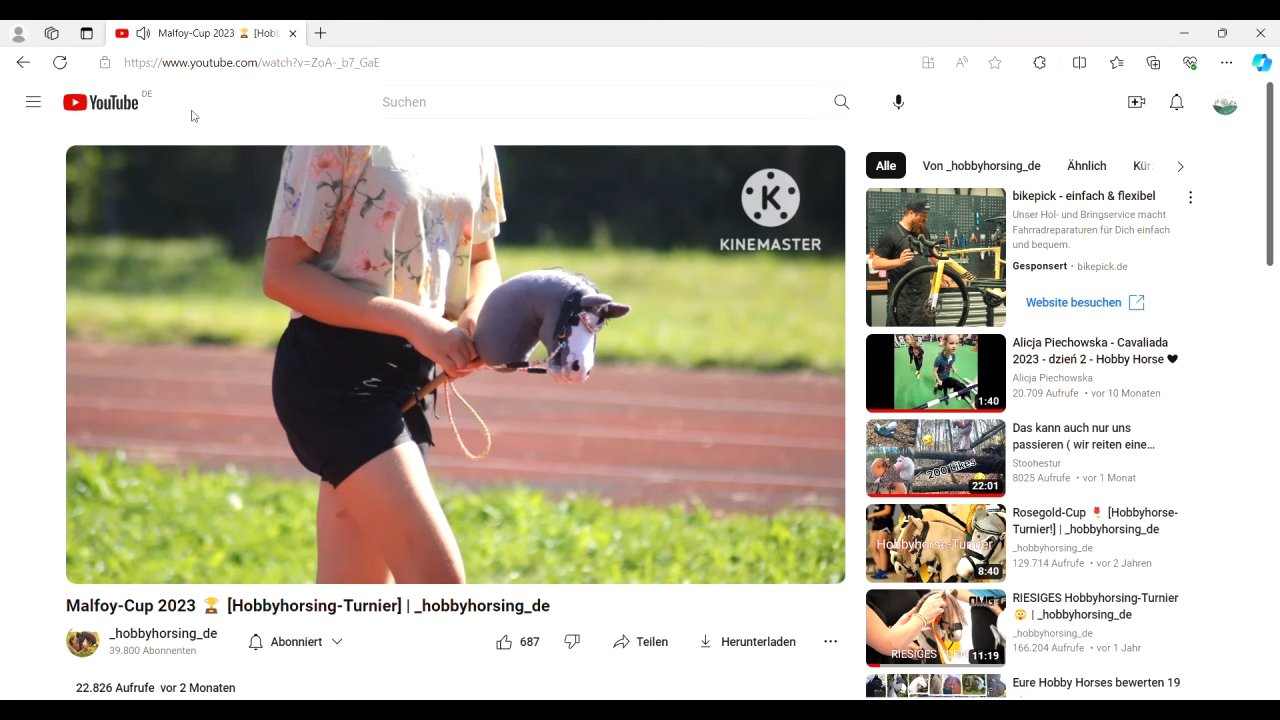 Malfoy-Cup 2023 🏆 [Hobb
https://www.youtube.com/watch?v=ZoA-_b7_GaE
YouTube DE
Suchen
KINEMASTER
Malfoy-Cup 2023 🏆 [Hobbyhorsing-Turnier] | _hobbyhorsing_de
_hobbyhorsing_de
39.800 Abonnenten
Abonniert
687
Teilen
Herunterladen
22.826 Aufrufe vor 2 Monaten
Alle
Von _hobbyhorsing_de
Ähnlich
Kür
bikepick - einfach & flexibel
Unser Hol- und Bringservice macht
Fahrradreparaturen für Dich einfach
und bequem.
Gesponsert · bikepick.de
Website besuchen
1:40
Alicja Piechowska - Cavaliada
2023 - dzień 2 - Hobby Horse 🖤
Alicja Piechowska
20.709 Aufrufe • vor 10 Monaten
200 Likes
22:01
Das kann auch nur uns
passieren ( wir reiten eine...
Stoohestur
8025 Aufrufe • vor 1 Monat
Hobbyhorse-Turnier
8:40
Rosegold-Cup 🌷 [Hobbyhorse-
Turnier!] | _hobbyhorsing_de
_hobbyhorsing_de
129.714 Aufrufe • vor 2 Jahren
11:19
RIESIGES Hobbyhorsing-Turnier
😳 | _hobbyhorsing_de
_hobbyhorsing_de
166.204 Aufrufe • vor 1 Jahr
Eure Hobby Horses bewerten 19